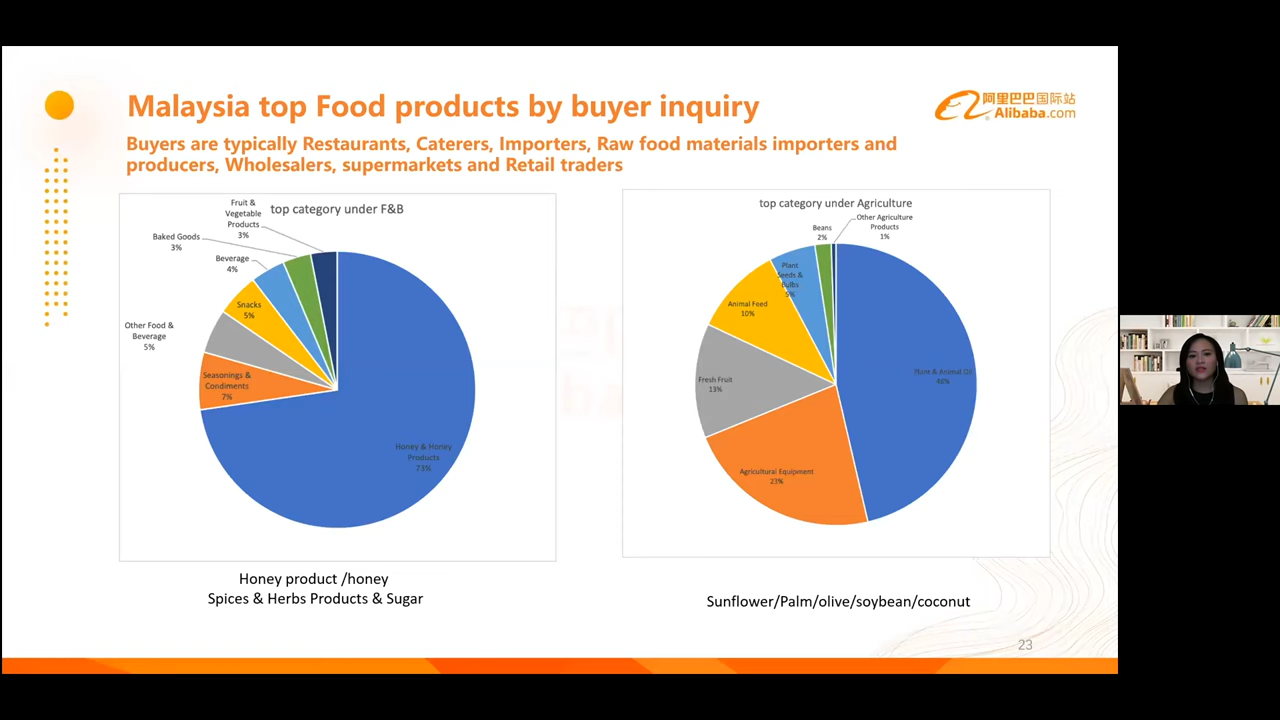 Malaysia top Food products by buyer inquiry
阿里巴巴国际站
Alibaba.com
Buyers are typically Restaurants, Caterers, Importers, Raw food materials importers and
producers, Wholesalers, supermarkets and Retail traders
top category under F&B
Fruit &
Vegetable
Products
3%
Baked Goods
3%
Beverage
4%
Snacks
5%
Other Food &
Beverage
5%
Seasonings &
Condiments
7%
Honey & Honey
Products
73%
Honey product /honey
Spices & Herbs Products & Sugar
top category under Agriculture
Other Agriculture
Products
1%
Beans
2%
Plant
Seeds &
Bulbs
5%
Animal Feed
10%
Fresh Fruit
13%
Agricultural Equipment
23%
Plant & Animal Oil
46%
Sunflower/Palm/olive/soybean/coconut
23